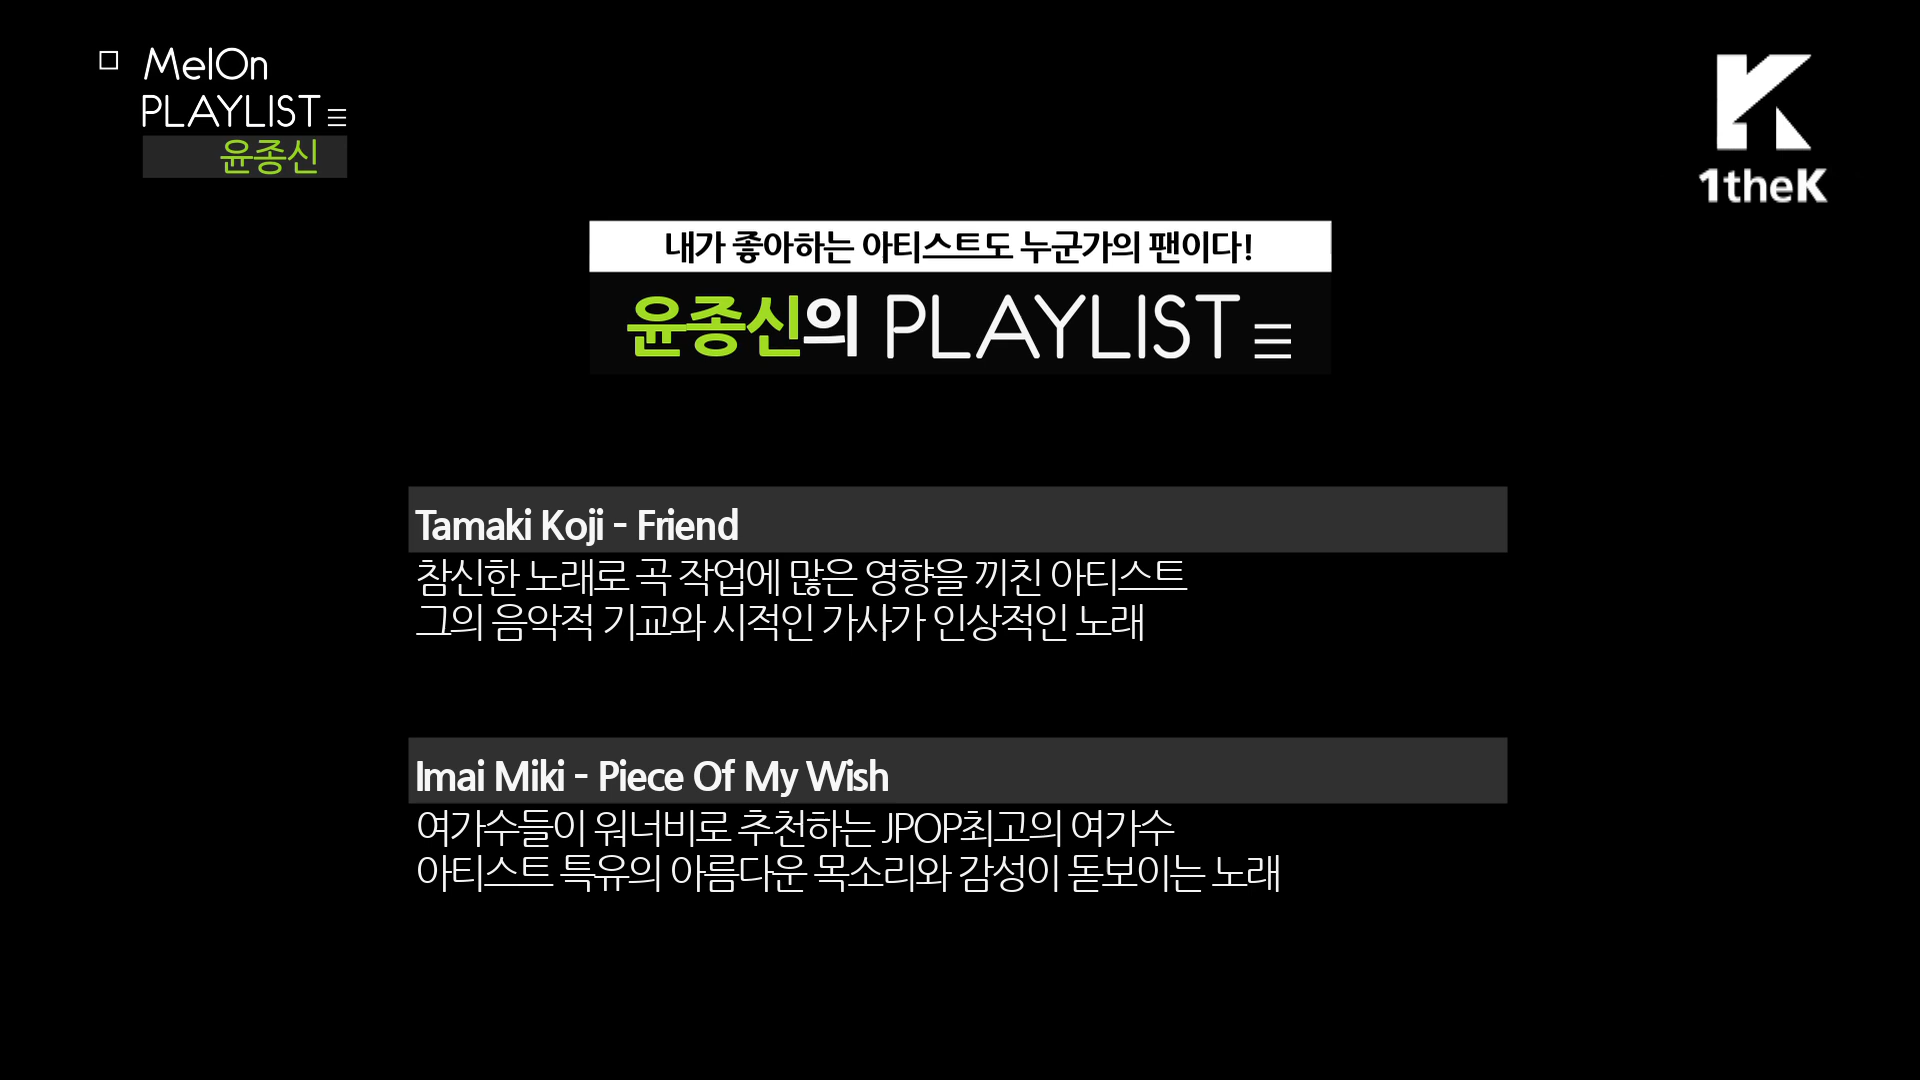 MelOn
PLAYLIST
윤종신
1theK
내가 좋아하는 아티스트도 누군가의 팬이다!
윤종신의 PLAYLIST
Tamaki Koji - Friend
참신한 노래로 곡 작업에 많은 영향을 끼친 아티스트
그의 음악적 기교와 시적인 가사가 인상적인 노래
Imai Miki - Piece Of My Wish
여가수들이 워너비로 추천하는 JPOP최고의 여가수
아티스트 특유의 아름다운 목소리와 감성이 돋보이는 노래